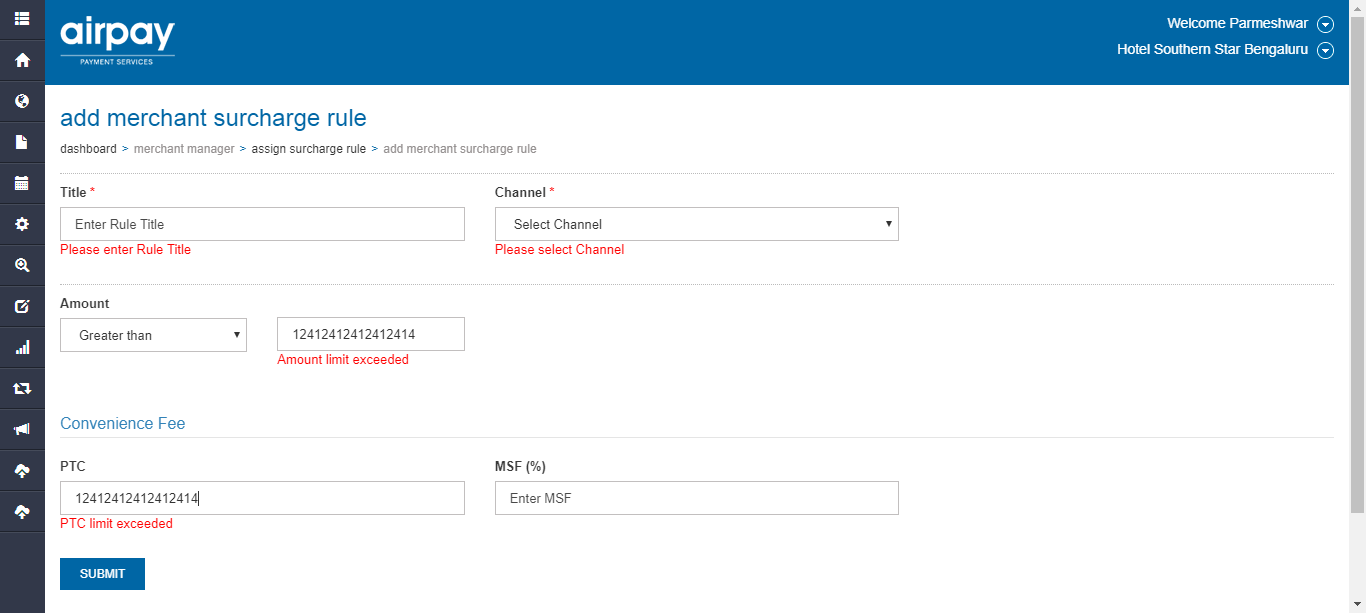 airpay
PAYMENT SERVICES
Welcome Parmeshwar
Hotel Southern Star Bengaluru
add merchant surcharge rule
dashboard > merchant manager > assign surcharge rule > add merchant surcharge rule
Title * Channel *
Enter Rule Title Select Channel
Please enter Rule Title Please select Channel
Amount
Greater than 12412412412412414
Amount limit exceeded
Convenience Fee
PTC MSF (%)
12412412412412414 Enter MSF
PTC limit exceeded
SUBMIT